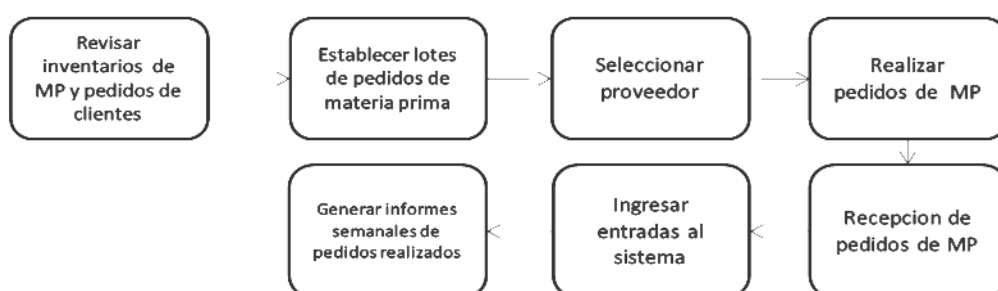 Revisar
inventarios de
MP y pedidos de
clientes
Establecer lotes
de pedidos de
materia prima
Seleccionar
proveedor
Realizar
pedidos de MP
Recepcion de
pedidos de MP
Ingresar
entradas al
sistema
Generar informes
semanales de
pedidos realizados